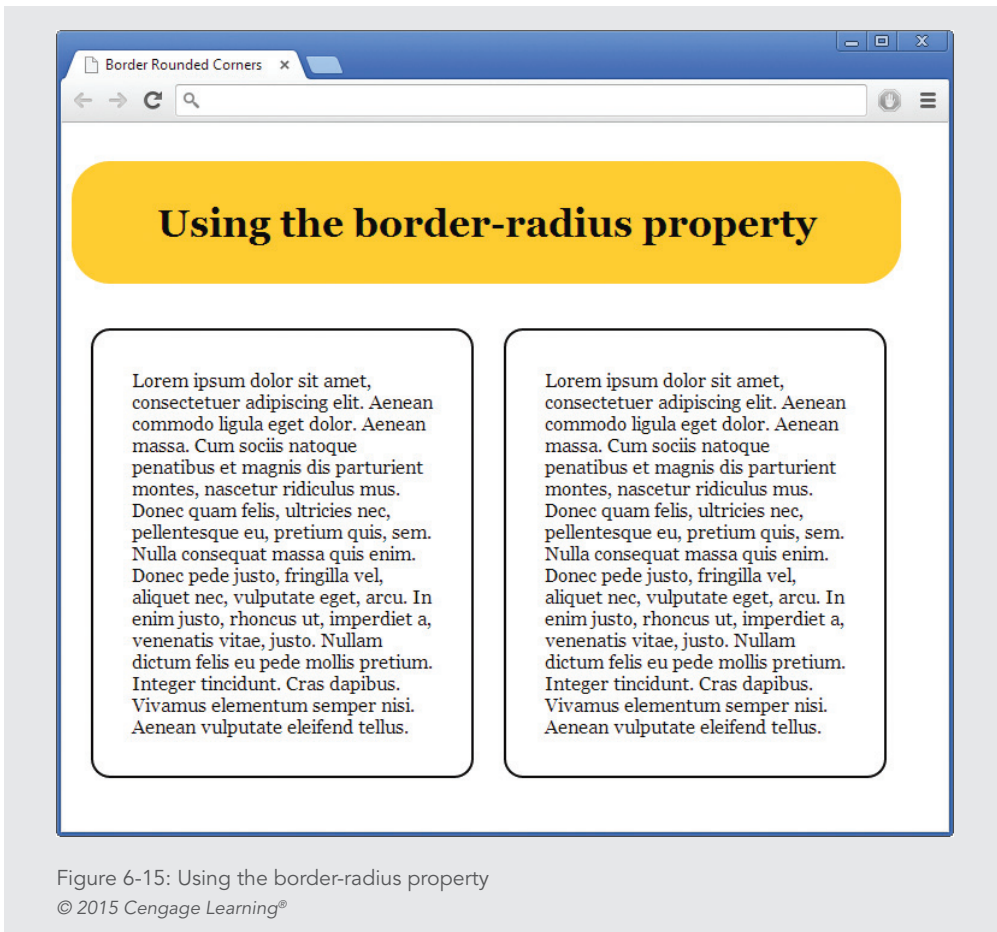 Border Rounded Corners
Using the border-radius property
Lorem ipsum dolor sit amet,
consectetuer adipiscing elit. Aenean
commodo ligula eget dolor. Aenean
massa. Cum sociis natoque
penatibus et magnis dis parturient
montes, nascetur ridiculus mus.
Donec quam felis, ultricies nec,
pellentesque eu, pretium quis, sem.
Nulla consequat massa quis enim.
Donec pede justo, fringilla vel,
aliquet nec, vulputate eget, arcu. In
enim justo, rhoncus ut, imperdiet a,
venenatis vitae, justo. Nullam
dictum felis eu pede mollis pretium.
Integer tincidunt. Cras dapibus.
Vivamus elementum semper nisi.
Aenean vulputate eleifend tellus.
Lorem ipsum dolor sit amet,
consectetuer adipiscing elit. Aenean
commodo ligula eget dolor. Aenean
massa. Cum sociis natoque
penatibus et magnis dis parturient
montes, nascetur ridiculus mus.
Donec quam felis, ultricies nec,
pellentesque eu, pretium quis, sem.
Nulla consequat massa quis enim.
Donec pede justo, fringilla vel,
aliquet nec, vulputate eget, arcu. In
enim justo, rhoncus ut, imperdiet a,
venenatis vitae, justo. Nullam
dictum felis eu pede mollis pretium.
Integer tincidunt. Cras dapibus.
Vivamus elementum semper nisi.
Aenean vulputate eleifend tellus.
Figure 6-15: Using the border-radius property
© 2015 Cengage Learning®